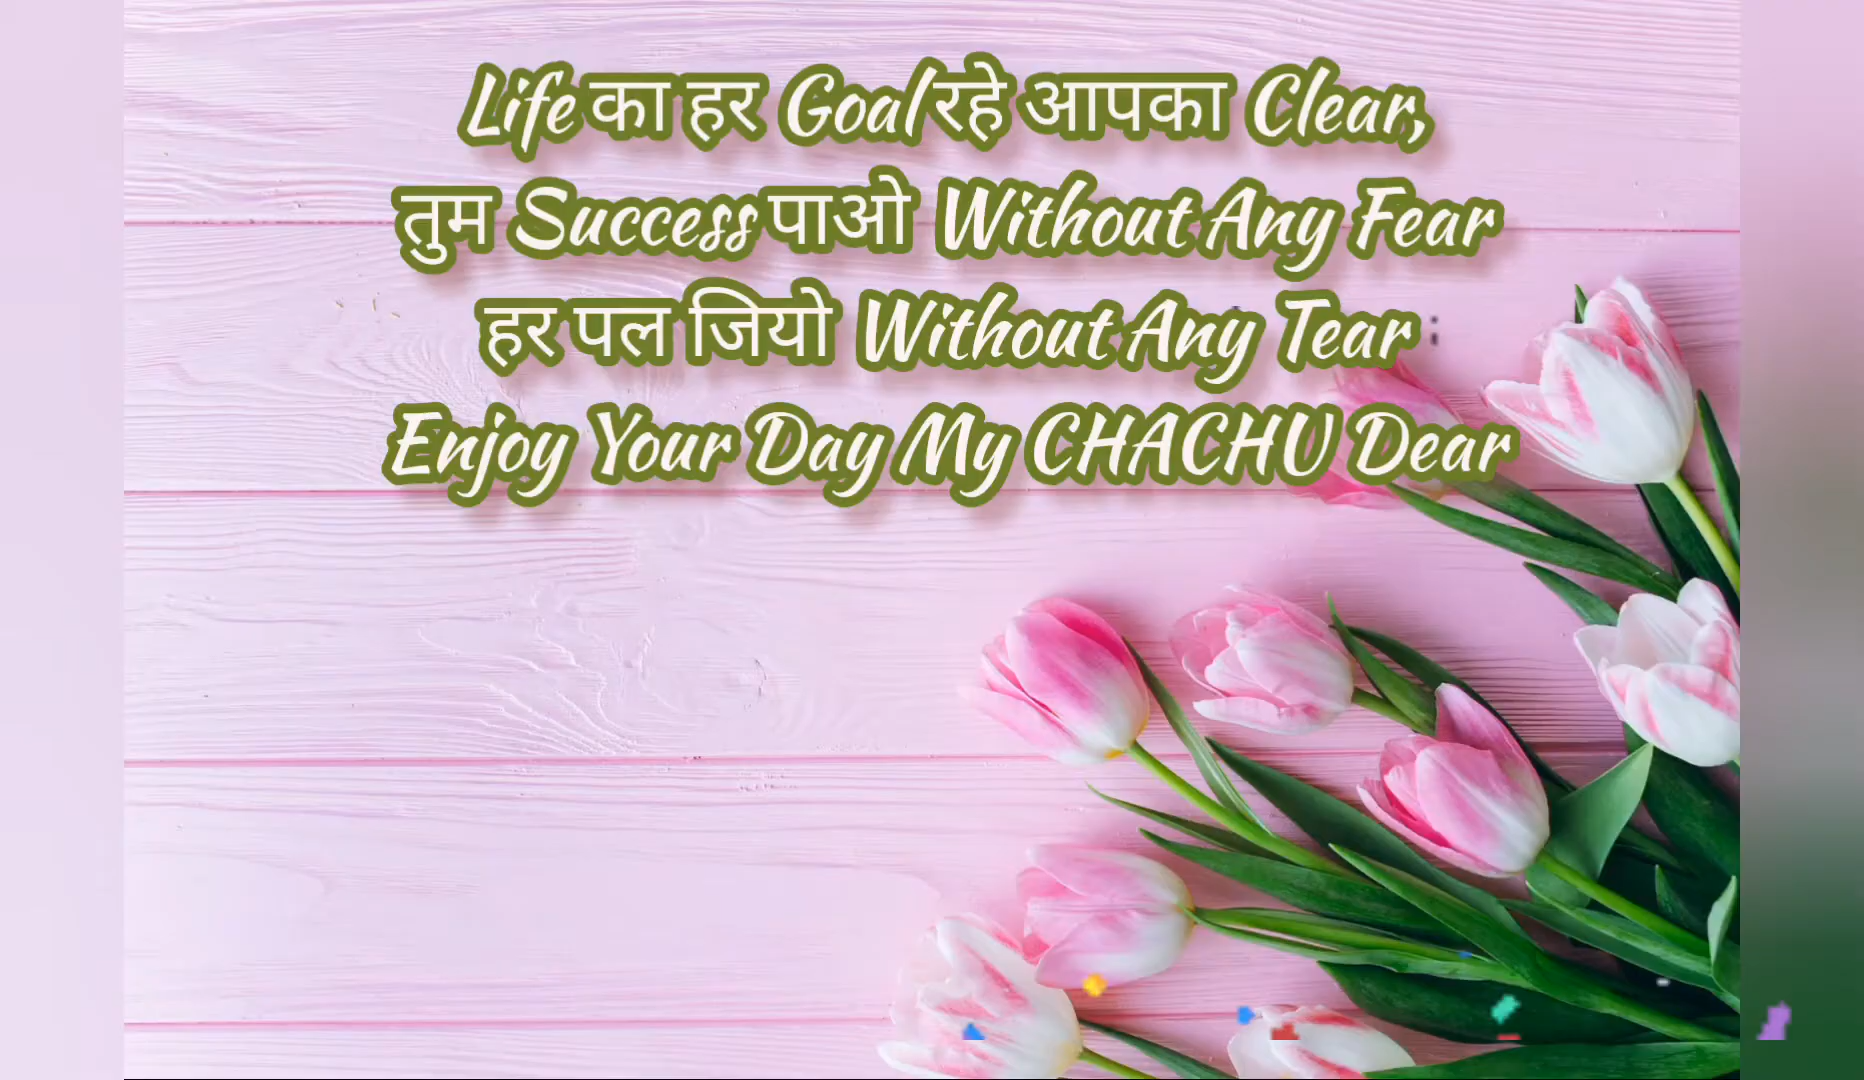 Life का हर Goal रहे आपका Clear,
तुम Success पाओ Without Any Fear
हर पल जियो Without Any Tear
Enjoy Your Day My CHACHU Dear